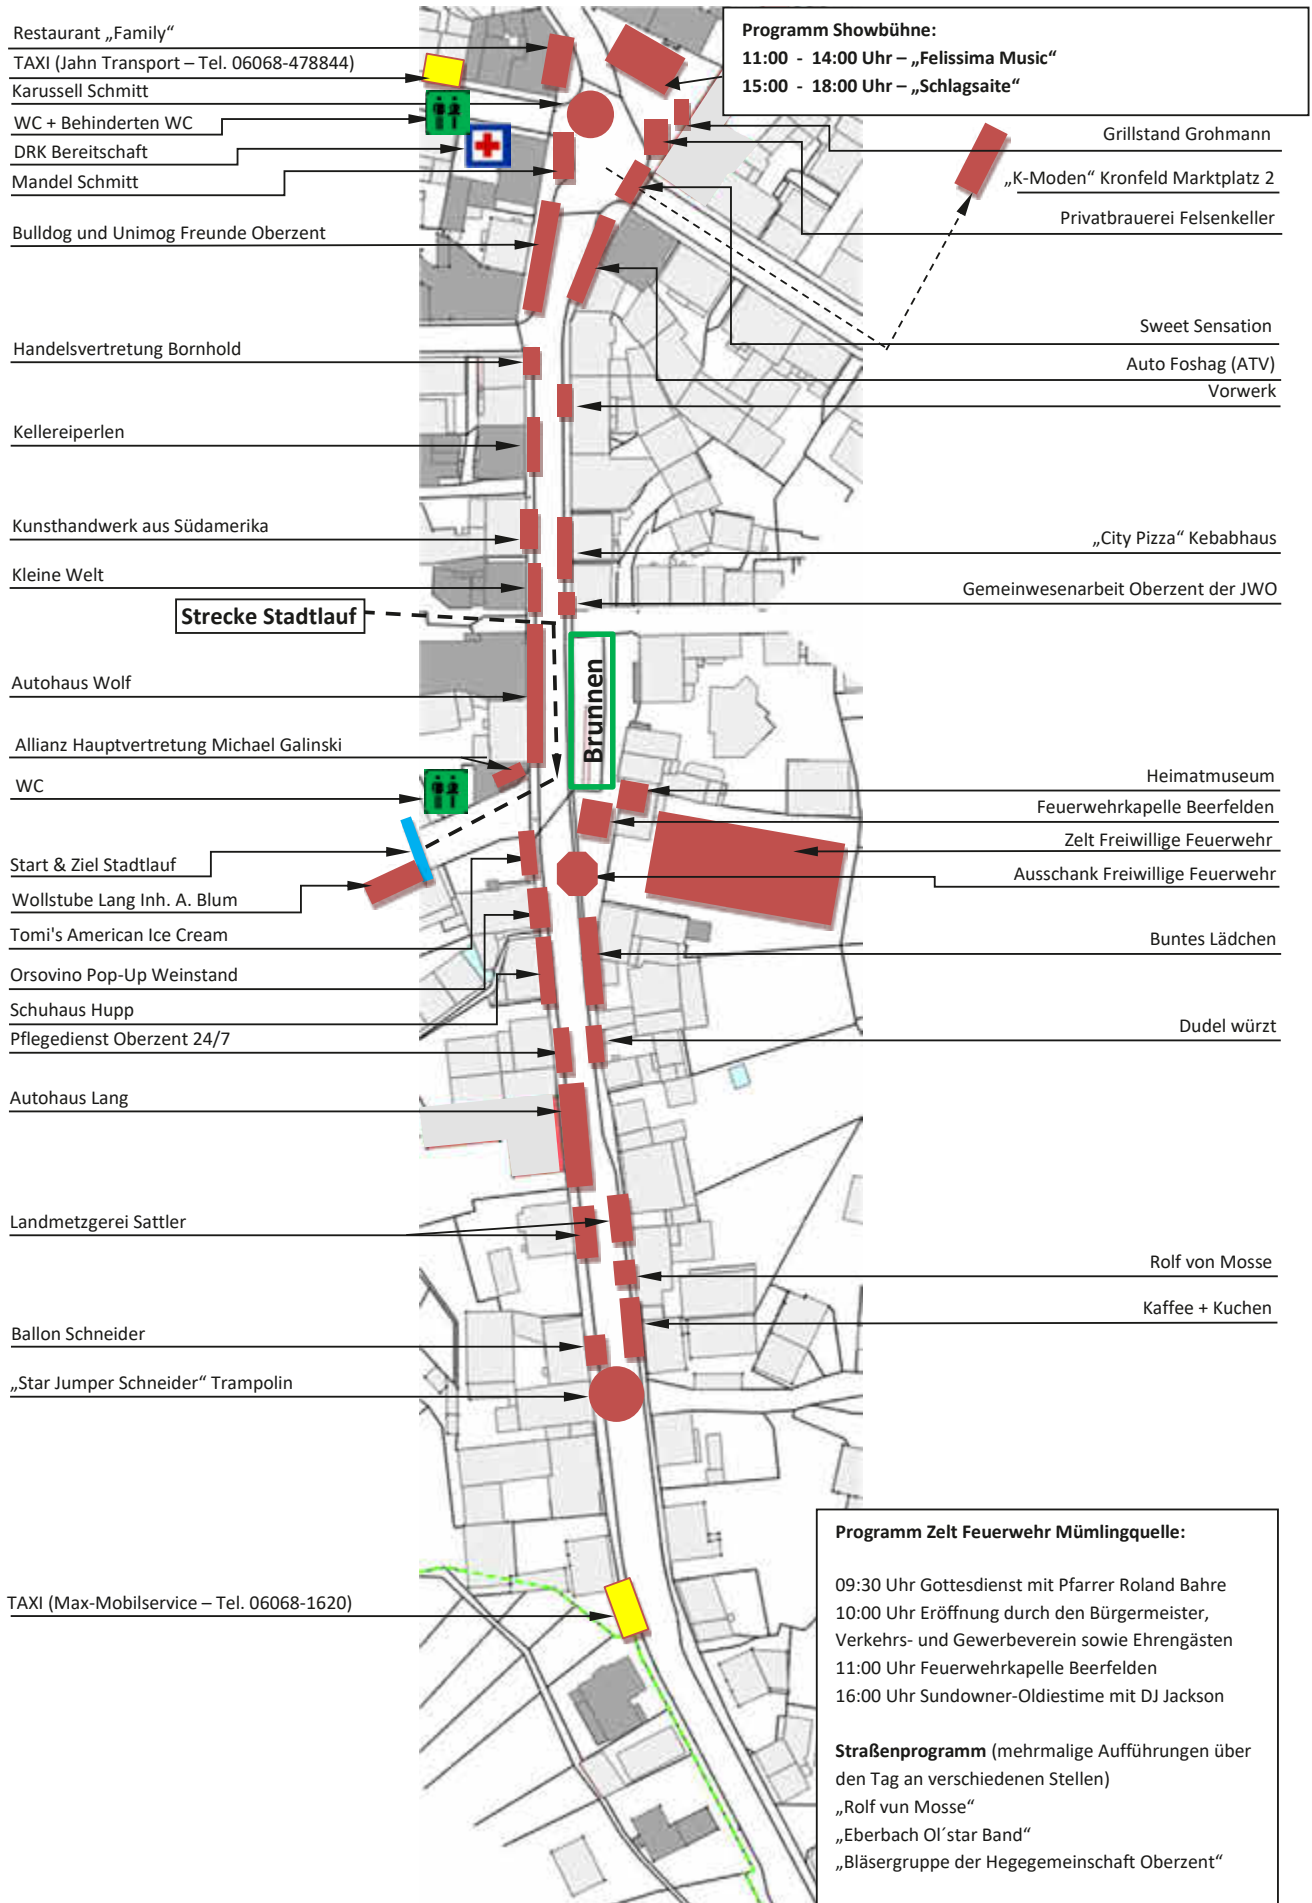 Restaurant „Family“
TAXI (Jahn Transport – Tel. 06068-478844)
Karussell Schmitt
WC + Behinderten WC
DRK Bereitschaft
Mandel Schmitt
Bulldog und Unimog Freunde Oberzent
Handelsvertretung Bornhold
Kellereiperlen
Kunsthandwerk aus Südamerika
Kleine Welt
Strecke Stadtlauf
Autohaus Wolf
Allianz Hauptvertretung Michael Galinski
WC
Start & Ziel Stadtlauf
Wollstube Lang Inh. A. Blum
Tomi's American Ice Cream
Orsovino Pop-Up Weinstand
Schuhaus Hupp
Pflegedienst Oberzent 24/7
Autohaus Lang
Landmetzgerei Sattler
Ballon Schneider
„Star Jumper Schneider“ Trampolin
TAXI (Max-Mobilservice – Tel. 06068-1620)
Programm Showbühne:
11:00 - 14:00 Uhr – „Felissima Music“
15:00 - 18:00 Uhr – „Schlagsaite“
Grillstand Grohmann
„K-Moden“ Kronfeld Marktplatz 2
Privatbrauerei Felsenkeller
Sweet Sensation
Auto Foshag (ATV)
Vorwerk
„City Pizza“ Kebabhaus
Gemeinwesenarbeit Oberzent der JWO
Brunnen
Heimatmuseum
Feuerwehrkapelle Beerfelden
Zelt Freiwillige Feuerwehr
Ausschank Freiwillige Feuerwehr
Buntes Lädchen
Dudel würzt
Rolf von Mosse
Kaffee + Kuchen
Programm Zelt Feuerwehr Mümlingquelle:
09:30 Uhr Gottesdienst mit Pfarrer Roland Bahre
10:00 Uhr Eröffnung durch den Bürgermeister,
Verkehrs- und Gewerbeverein sowie Ehrengästen
11:00 Uhr Feuerwehrkapelle Beerfelden
16:00 Uhr Sundowner-Oldiestime mit DJ Jackson
Straßenprogramm (mehrmalige Aufführungen über
den Tag an verschiedenen Stellen)
„Rolf vun Mosse“
„Eberbach Ol´star Band“
„Bläsergruppe der Hegegemeinschaft Oberzent“